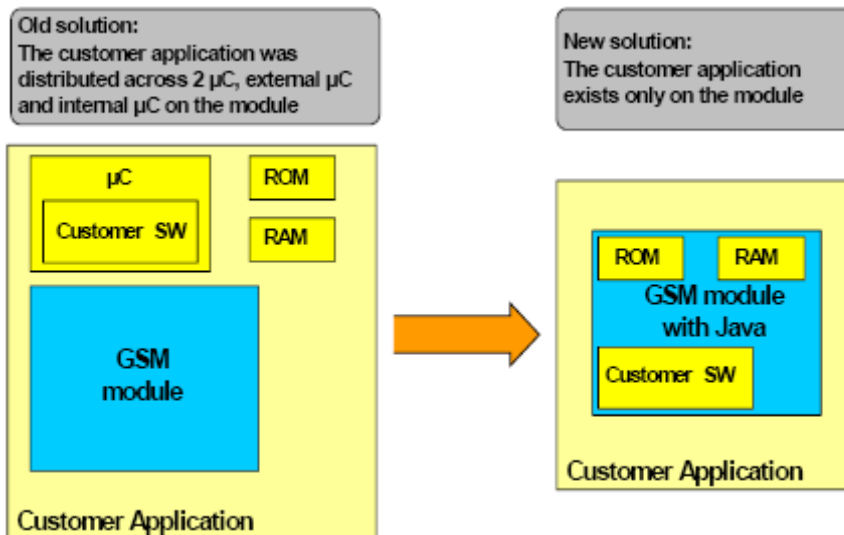 Old solution:
The customer application was
distributed across 2 µC, external µC
and internal µC on the module
New solution:
The customer application
exists only on the module
µC
Customer SW
ROM
RAM
GSM
module
Customer Application
ROM
RAM
GSM module
with Java
Customer SW
Customer Application